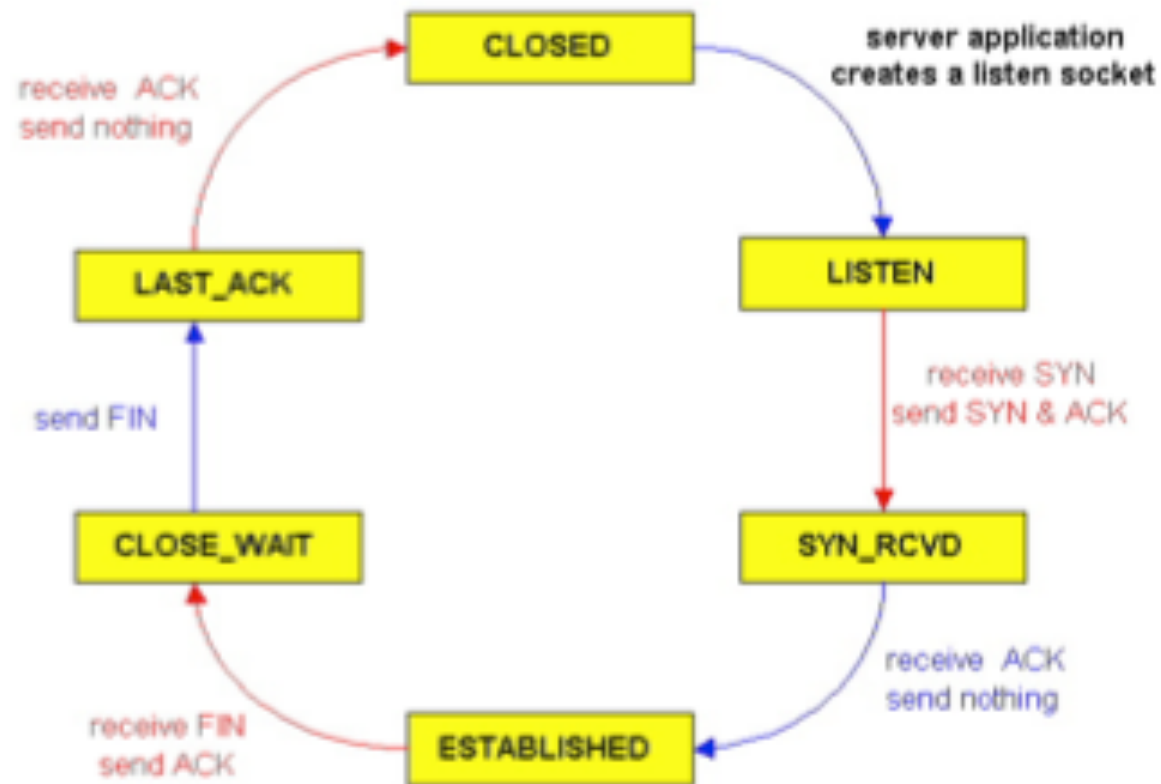 CLOSED
server application
creates a listen socket
receive ACK
send nothing
LAST_ACK
LISTEN
receive SYN
send SYN & ACK
send FIN
CLOSE_WAIT
SYN_RCVD
receive ACK
send nothing
receive FIN
send ACK
ESTABLISHED